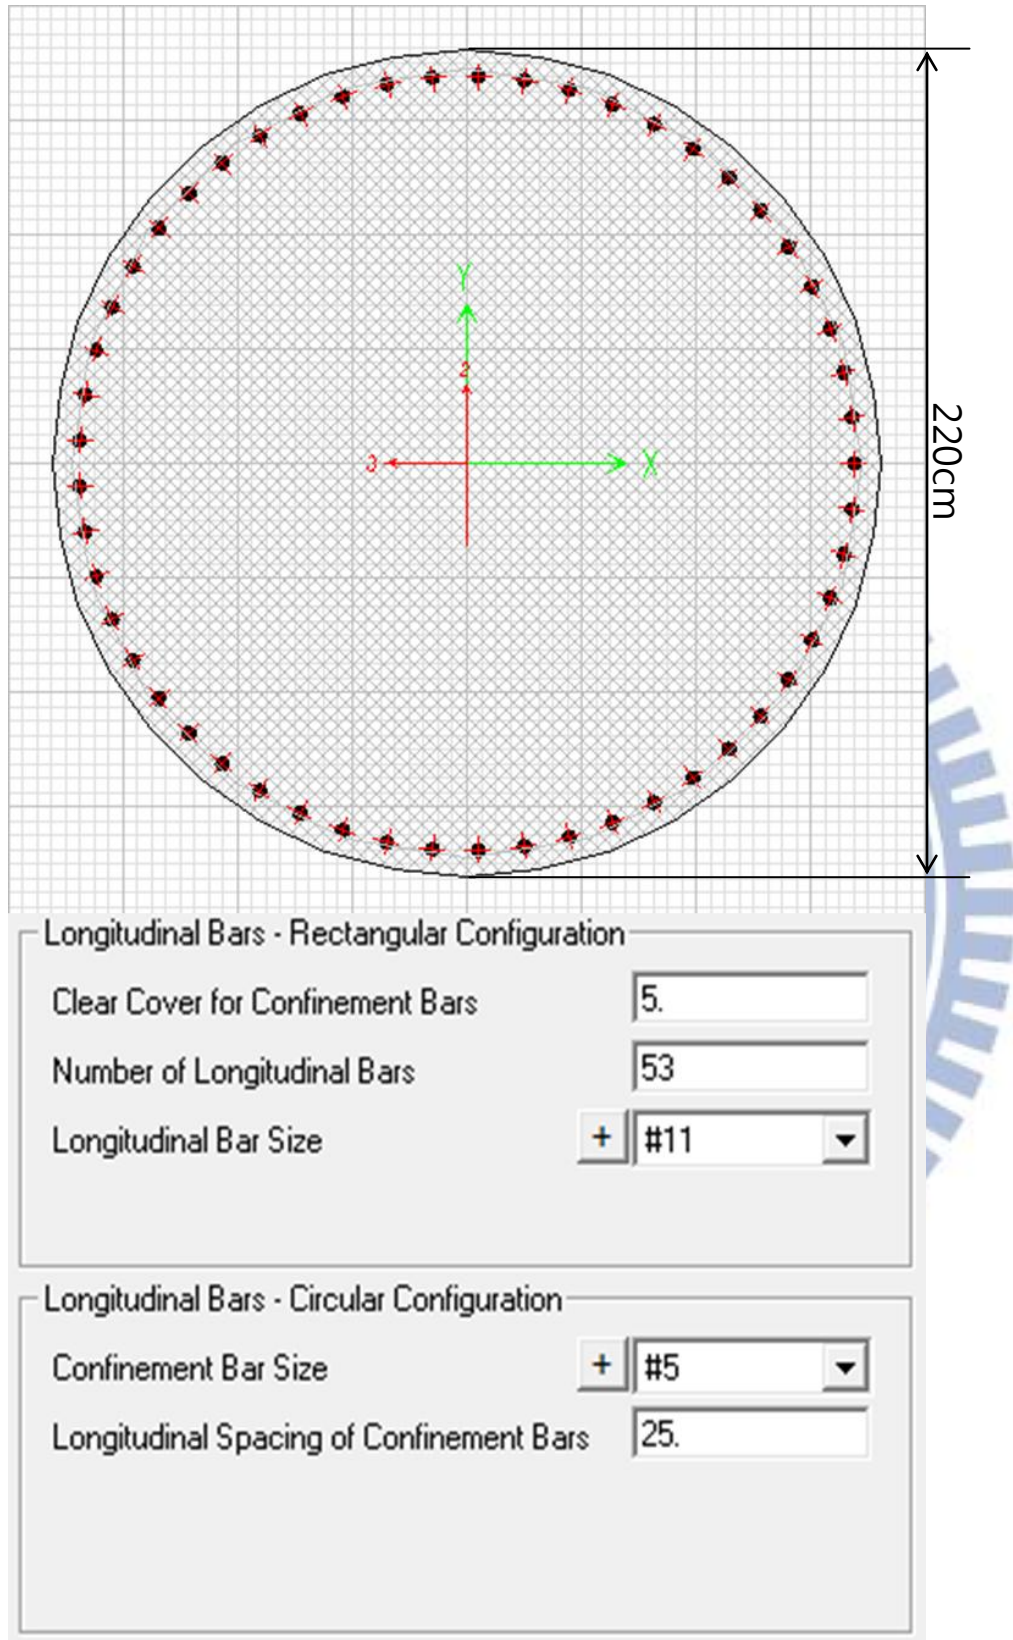 Y
2
3
X
220cm
Longitudinal Bars - Rectangular Configuration
Clear Cover for Confinement Bars 5.
Number of Longitudinal Bars 53
Longitudinal Bar Size + #11
Longitudinal Bars - Circular Configuration
Confinement Bar Size + #5
Longitudinal Spacing of Confinement Bars 25.